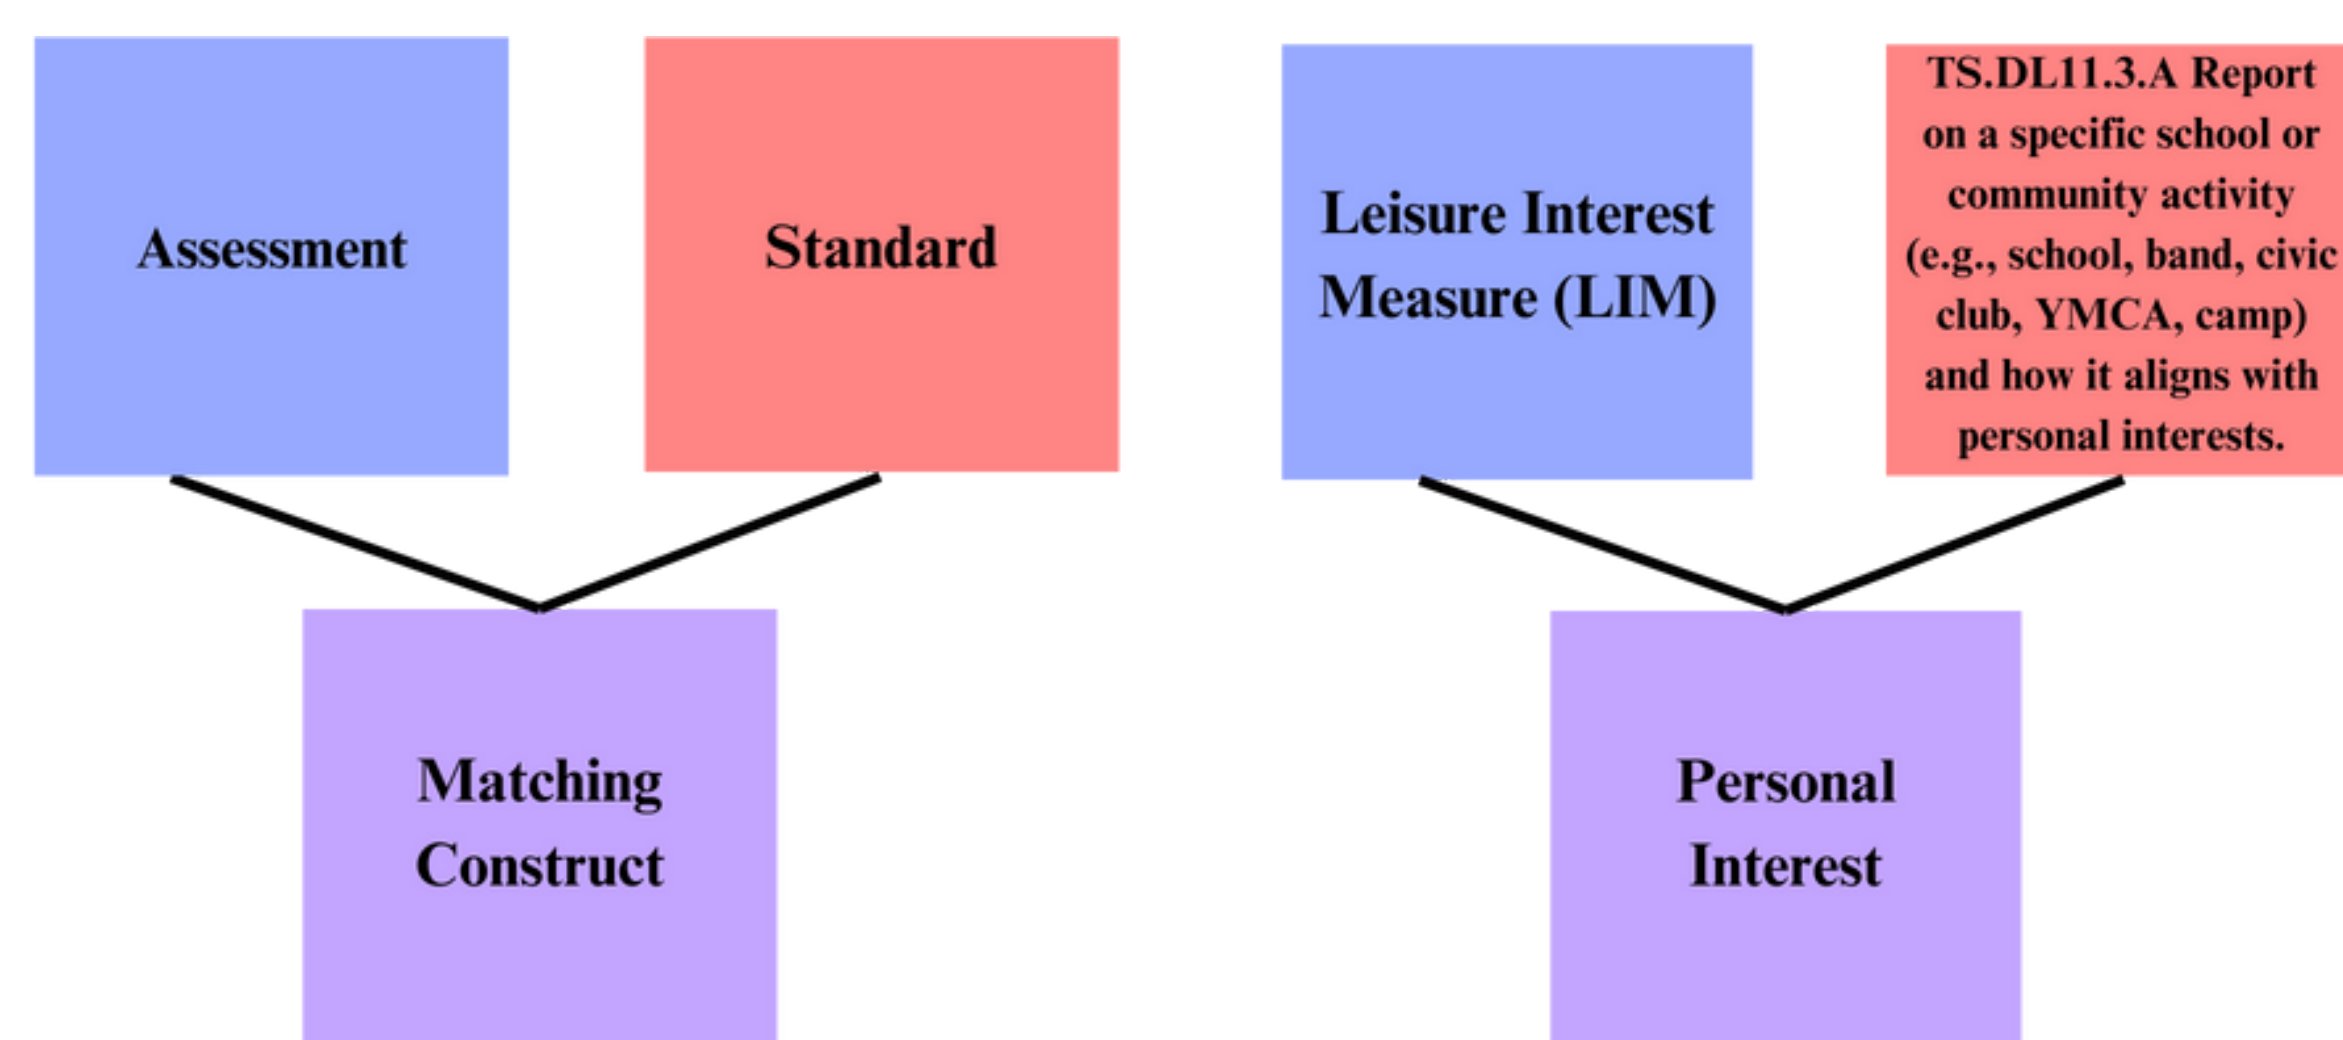 Assessment
Standard
Leisure Interest
Measure (LIM)
TS.DL11.3.A Report
on a specific school or
community activity
(e.g., school, band, civic
club, YMCA, camp)
and how it aligns with
personal interests.
Matching
Construct
Personal
Interest